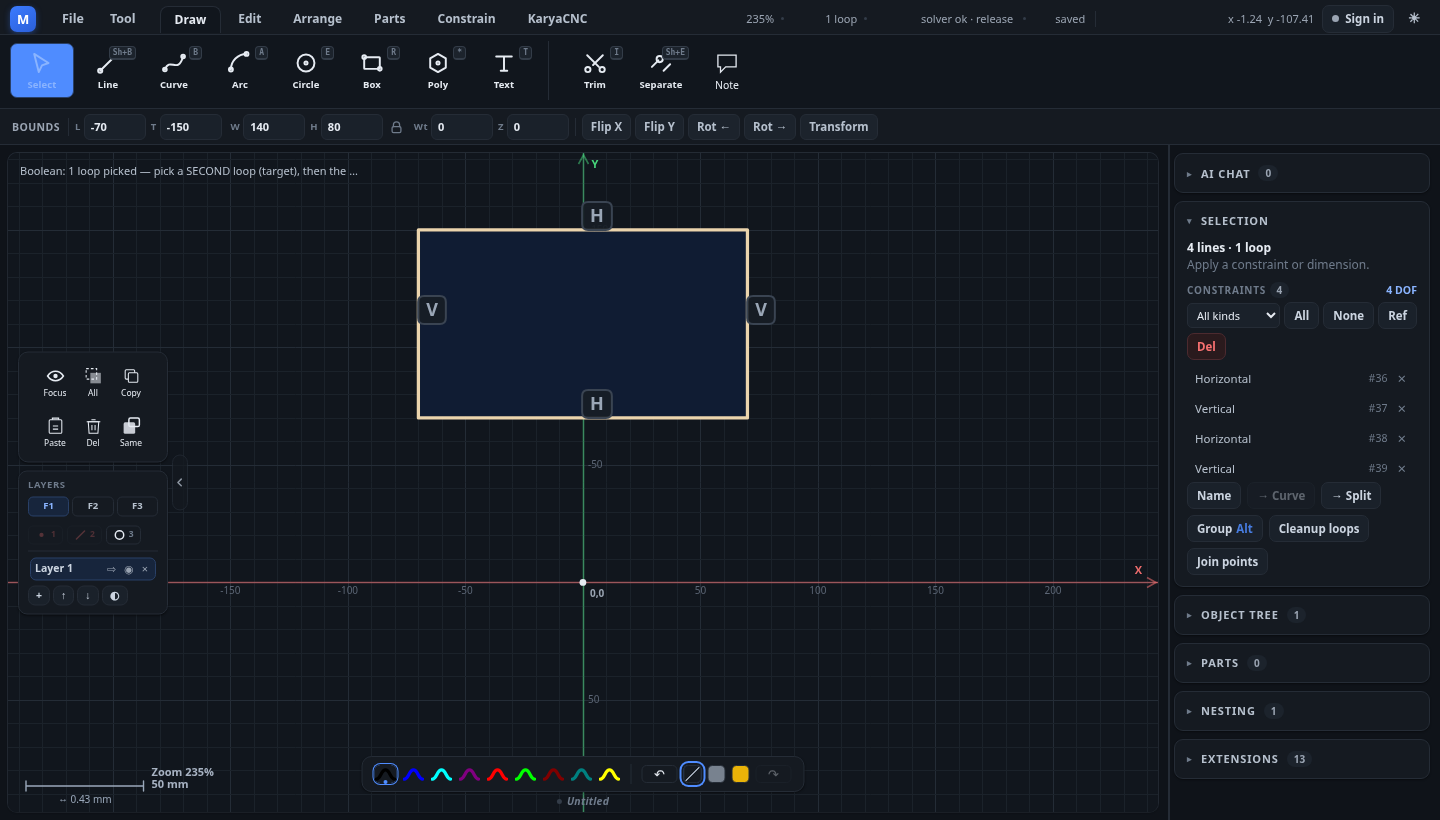 M File Tool Draw Edit Arrange Parts Constrain KaryaCNC 235% 1 loop solver ok · release saved x -1.24 y -107.41 Sign in
Sh+B B A E R * T I Sh+E
Select Line Curve Arc Circle Box Poly Text Trim Separate Note
BOUNDS L -70 T -150 W 140 H 80 Wt 0 Z 0 Flip X Flip Y Rot ← Rot → Transform
Boolean: 1 loop picked — pick a SECOND loop (target), then the ...
Y
H
V V
H
-50
X
-150 -100 -50 0,0 50 100 150 200
50
Focus All Copy
Paste Del Same
LAYERS
F1 F2 F3
1 2 3
Layer 1 ⇨ ◉ ×
+ ↑ ↓ ◐
Zoom 235%
50 mm
↔ 0.43 mm
Untitled
AI CHAT 0
SELECTION
4 lines · 1 loop
Apply a constraint or dimension.
CONSTRAINTS 4 4 DOF
All kinds All None Ref
Del
Horizontal #36 ×
Vertical #37 ×
Horizontal #38 ×
Vertical #39 ×
Name → Curve → Split
Group Alt Cleanup loops
Join points
OBJECT TREE 1
PARTS 0
NESTING 1
EXTENSIONS 13